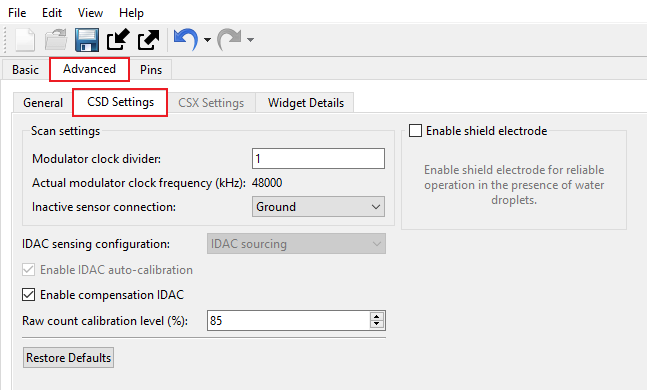 File Edit View Help
Basic Advanced Pins
General CSD Settings CSX Settings Widget Details
Scan settings
Modulator clock divider: 1
Actual modulator clock frequency (kHz): 48000
Inactive sensor connection: Ground
Enable shield electrode
Enable shield electrode for reliable
operation in the presence of water
droplets.
IDAC sensing configuration: IDAC sourcing
Enable IDAC auto-calibration
Enable compensation IDAC
Raw count calibration level (%): 85
Restore Defaults